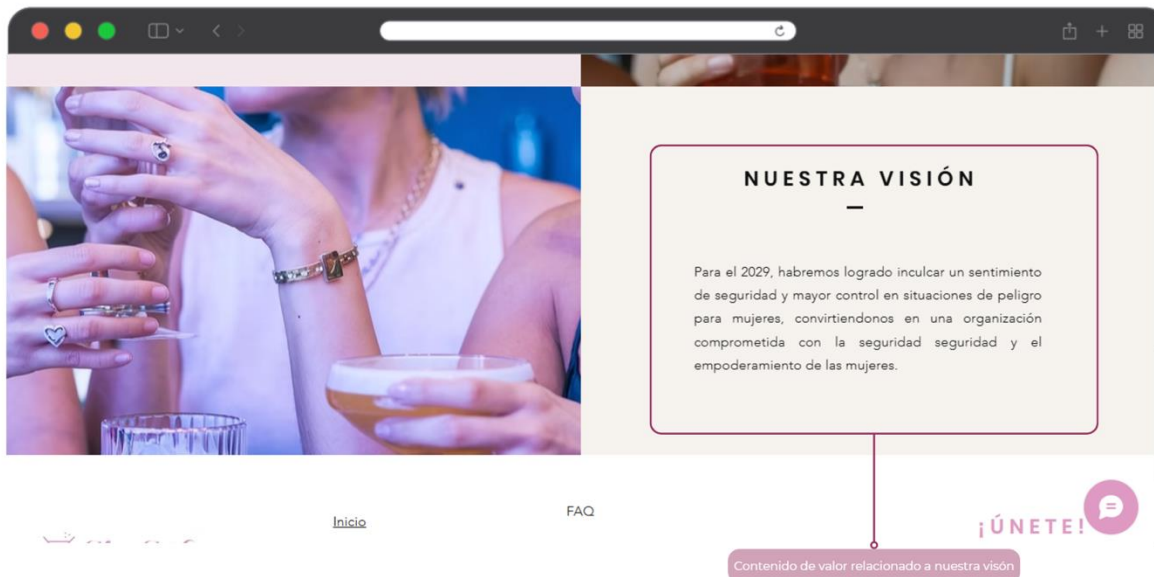 NUESTRA VISIÓN
Para el 2029, habremos logrado inculcar un sentimiento
de seguridad y mayor control en situaciones de peligro
para mujeres, convirtiendonos en una organización
comprometida con la seguridad seguridad y el
empoderamiento de las mujeres.
Inicio
FAQ
¡ÚNETE!
Contenido de valor relacionado a nuestra visón